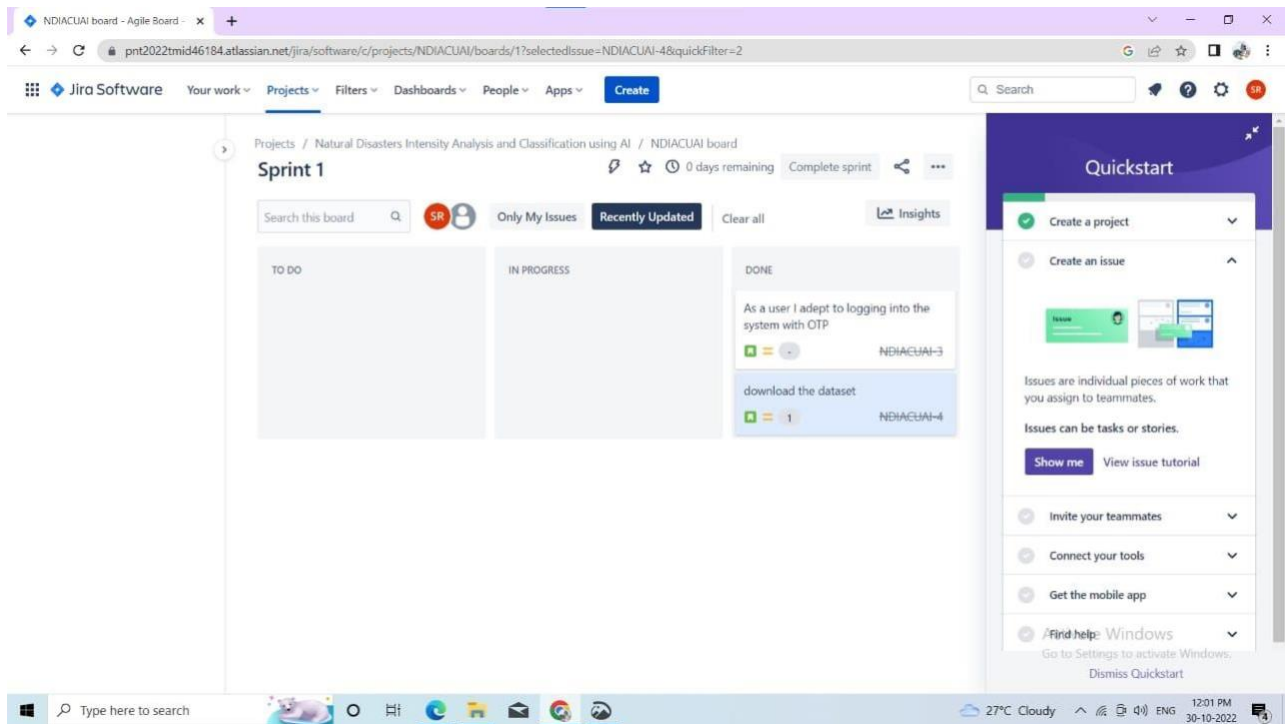 NDIACUAI board - Agile Board -
pnt2022tmid46184.atlassian.net/jira/software/c/projects/NDIACUAI/boards/1?selectedIssue=NDIACUAI-4&quickFilter=2
Jira Software Your work Projects Filters Dashboards People Apps Create Search SR
Projects / Natural Disasters Intensity Analysis and Classification using AI / NDIACUAI board
Sprint 1
0 days remaining Complete sprint
Search this board SR Only My Issues Recently Updated Clear all Insights
TO DO IN PROGRESS DONE
As a user I adept to logging into the
system with OTP
- NDIACUAI-3
download the dataset
1 NDIACUAI-4
Quickstart
Create a project
Create an issue
Issue
Issues are individual pieces of work that
you assign to teammates.
Issues can be tasks or stories.
Show me View issue tutorial
Invite your teammates
Connect your tools
Get the mobile app
Find help
Activate Windows
Go to Settings to activate Windows.
Dismiss Quickstart
Type here to search
27°C Cloudy ENG 12:01 PM
30-10-2022